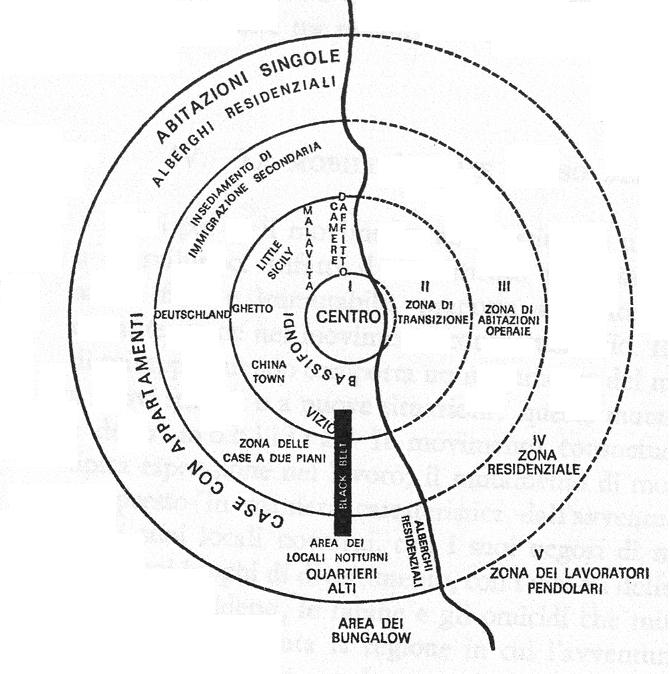 ABITAZIONI SINGOLE
ALBERGHI RESIDENZIALI
INSEDIAMENTO DI
IMMIGRAZIONE SECONDARIA
DAFFITTO
CAMERE
MALAVITA
LITTLE
SICILY
I
II
III
CENTRO
ZONA DI
TRANSIZIONE
ZONA DI
ABITAZIONI
OPERAIE
DEUTSCHLAND
GHETTO
BASSIFONDI
CHINA
TOWN
VIZIO
CASE CON APPARTAMENTI
ZONA DELLE
CASE A DUE PIANI
BLACK BELT
IV
ZONA
RESIDENZIALE
ALBERGHI
RESIDENZIALI
AREA DEI
LOCALI NOTTURNI
QUARTIERI
ALTI
V
ZONA DEI LAVORATORI
PENDOLARI
AREA DEI
BUNGALOW